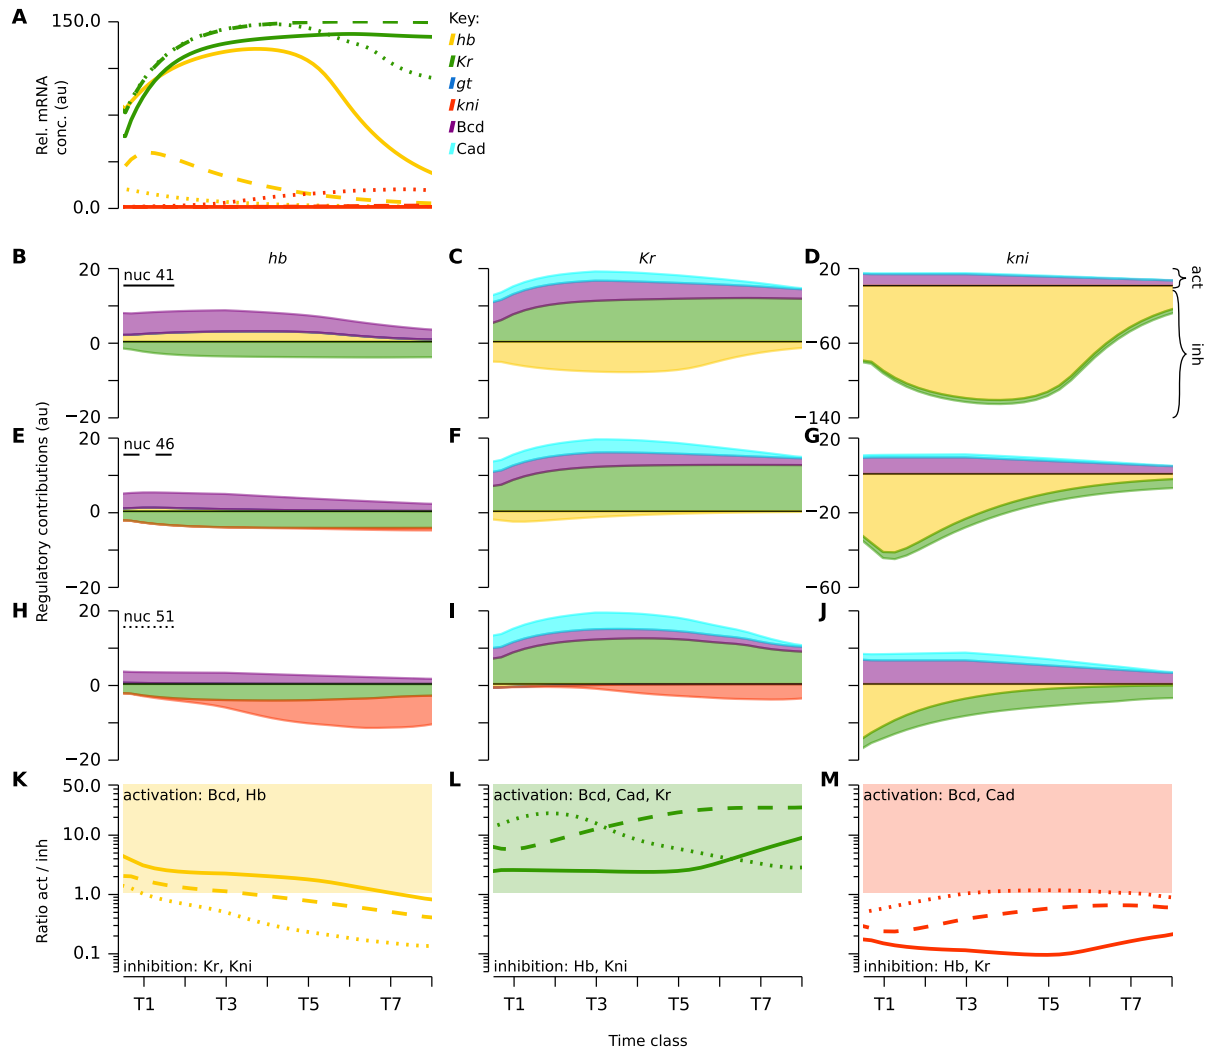 A
150.0
0.0
Rel. mRNA
conc. (au)
Key:
hb
Kr
gt
kni
Bcd
Cad
B
hb
nuc 41
20
0
−20
C
Kr
D
kni
20
−60
−140
act
inh
Regulatory contributions (au)
E
nuc 46
20
0
−20
F
G
20
−20
−60
H
nuc 51
20
0
−20
I
J
K
50.0
10.0
1.0
0.1
Ratio act / inh
activation: Bcd, Hb
inhibition: Kr, Kni
L
activation: Bcd, Cad, Kr
inhibition: Hb, Kni
M
activation: Bcd, Cad
inhibition: Hb, Kr
T1 T3 T5 T7
T1 T3 T5 T7
T1 T3 T5 T7
Time class